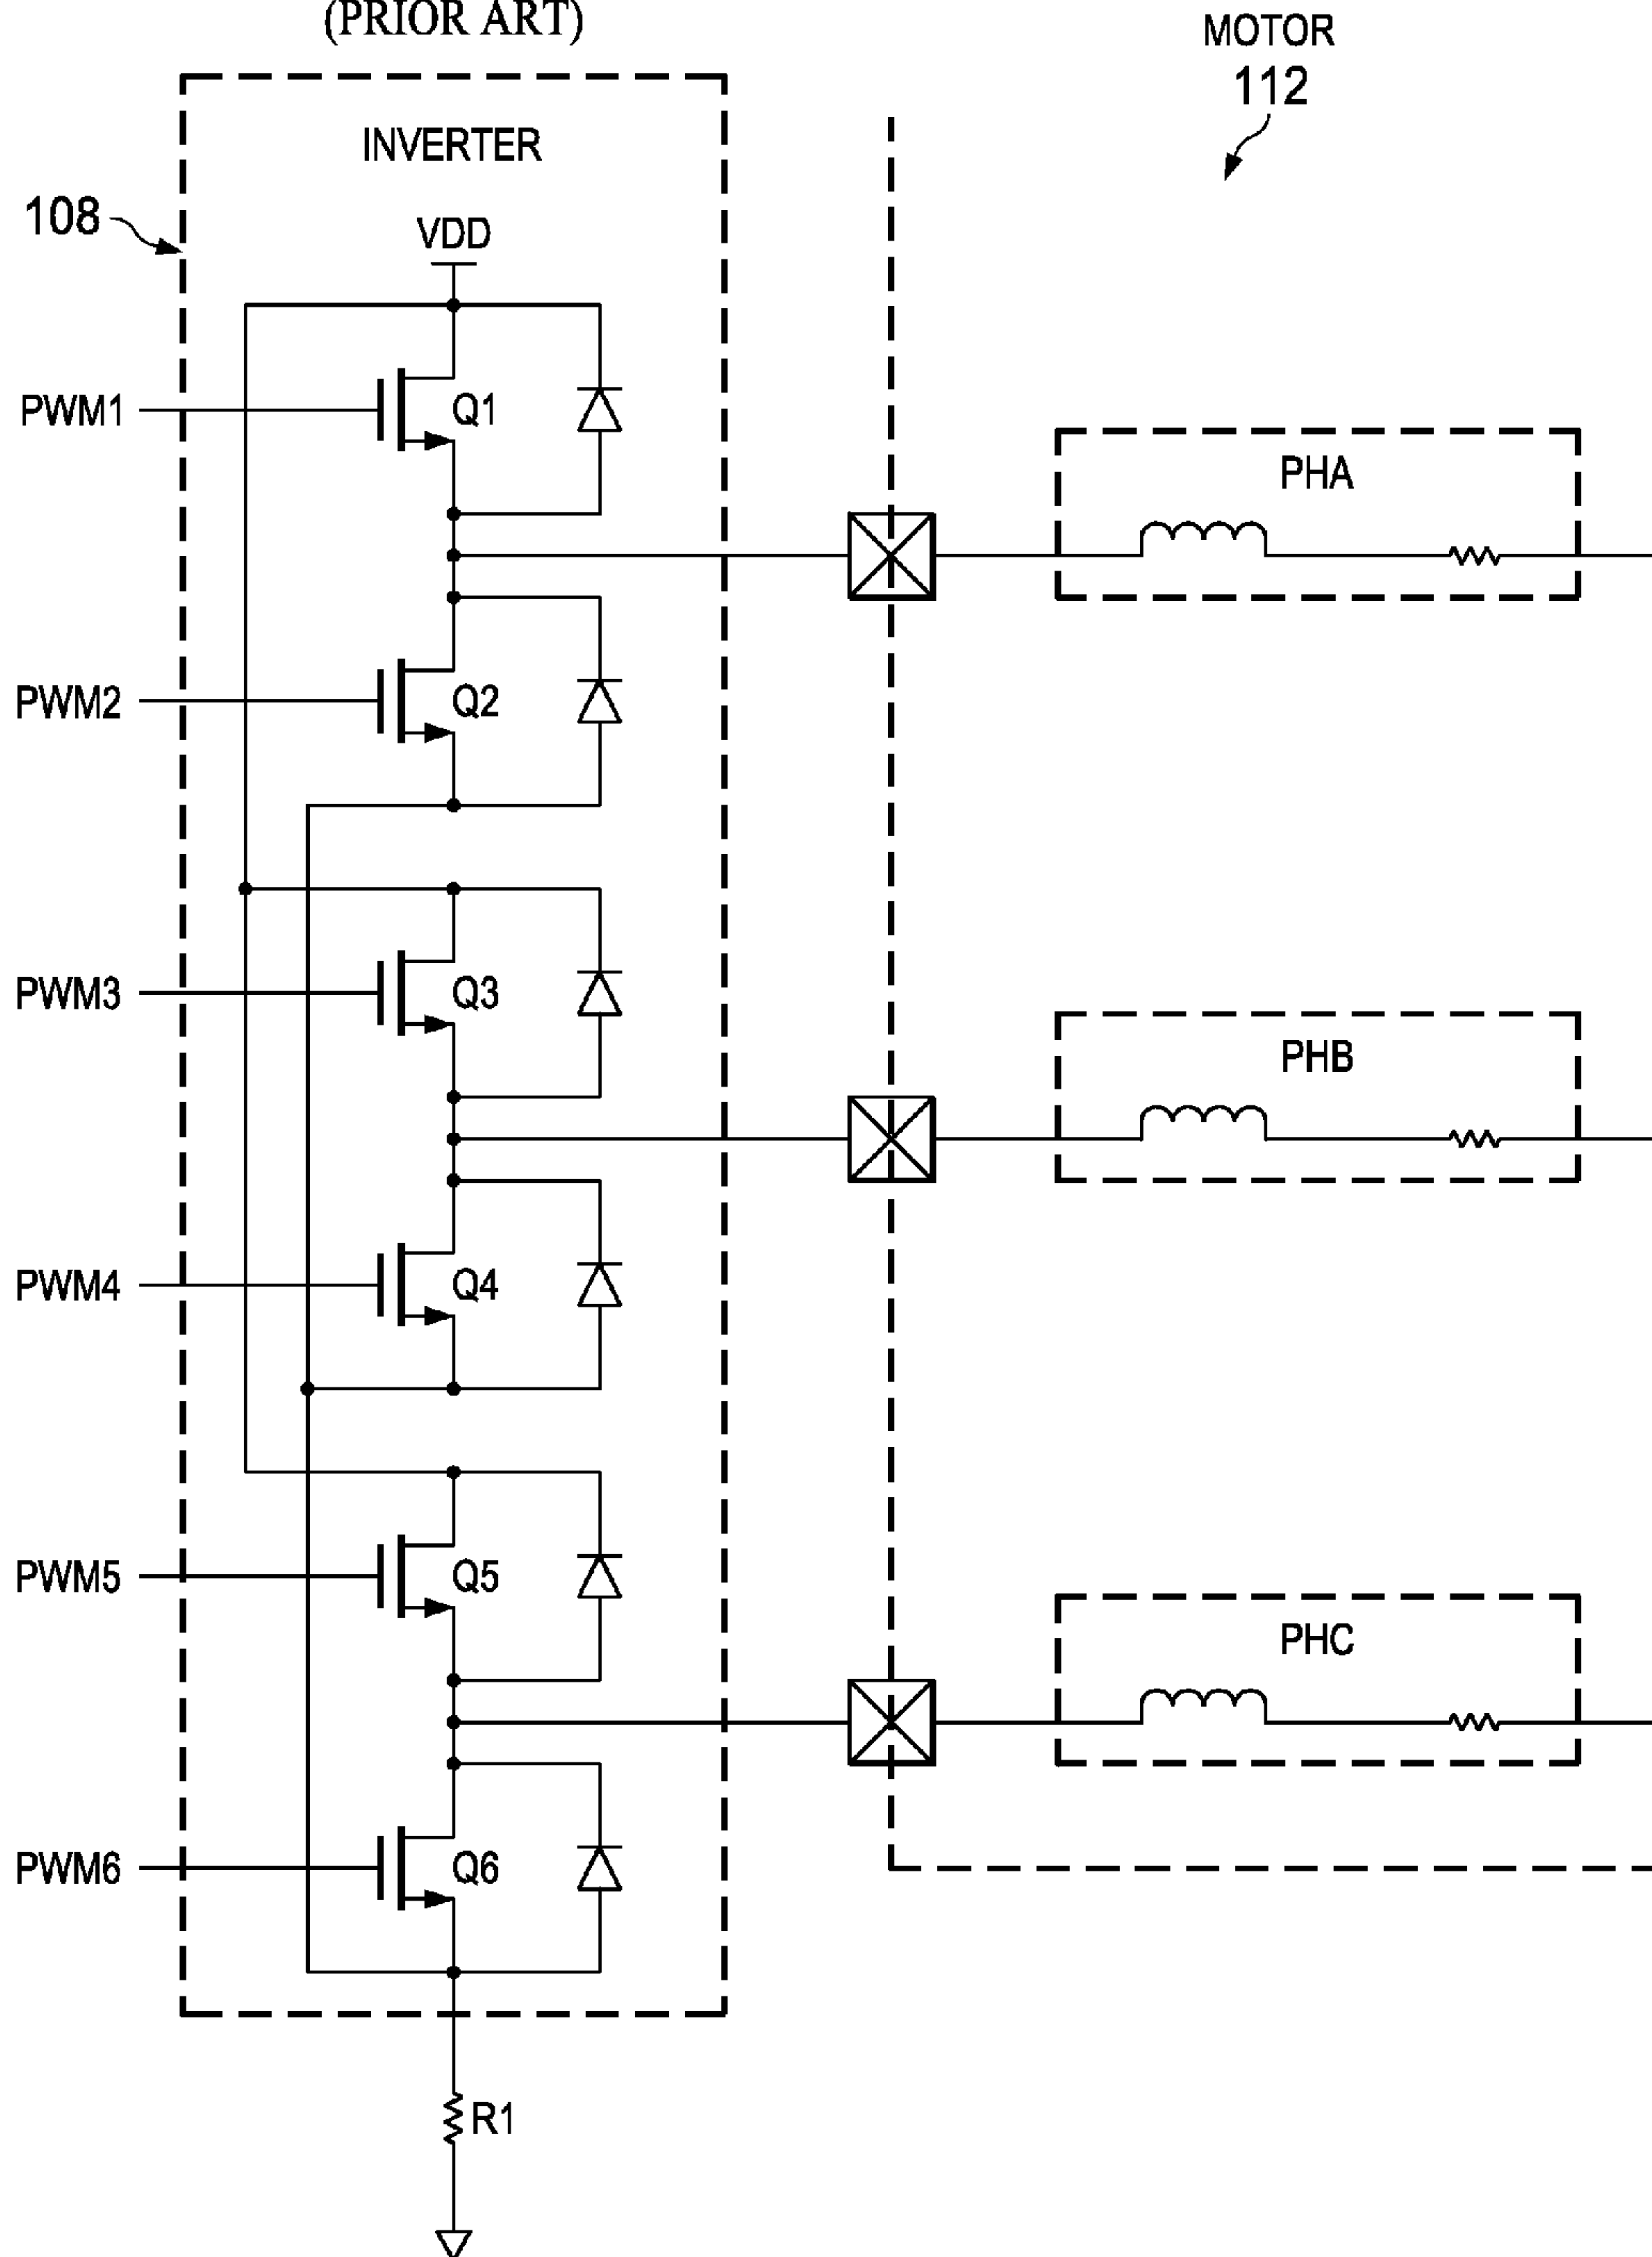 (PRIOR ART)
MOTOR
112
INVERTER
108
VDD
PWM1
Q1
PHA
PWM2
Q2
PWM3
Q3
PHB
PWM4
Q4
PWM5
Q5
PHC
PWM6
Q6
R1